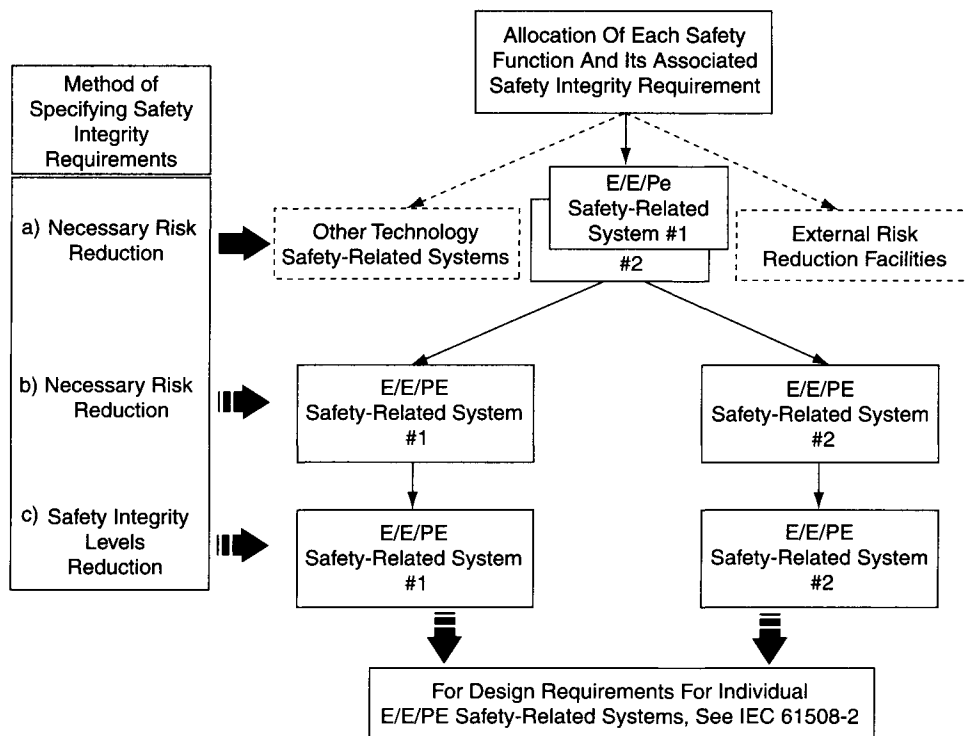 Allocation Of Each Safety
Function And Its Associated
Safety Integrity Requirement
Method of
Specifying Safety
Integrity
Requirements
a) Necessary Risk
Reduction
Other Technology
Safety-Related Systems
E/E/Pe
Safety-Related
System #1
#2
External Risk
Reduction Facilities
b) Necessary Risk
Reduction
E/E/PE
Safety-Related System
#1
E/E/PE
Safety-Related System
#2
c) Safety Integrity
Levels
Reduction
E/E/PE
Safety-Related System
#1
E/E/PE
Safety-Related System
#2
For Design Requirements For Individual
E/E/PE Safety-Related Systems, See IEC 61508-2